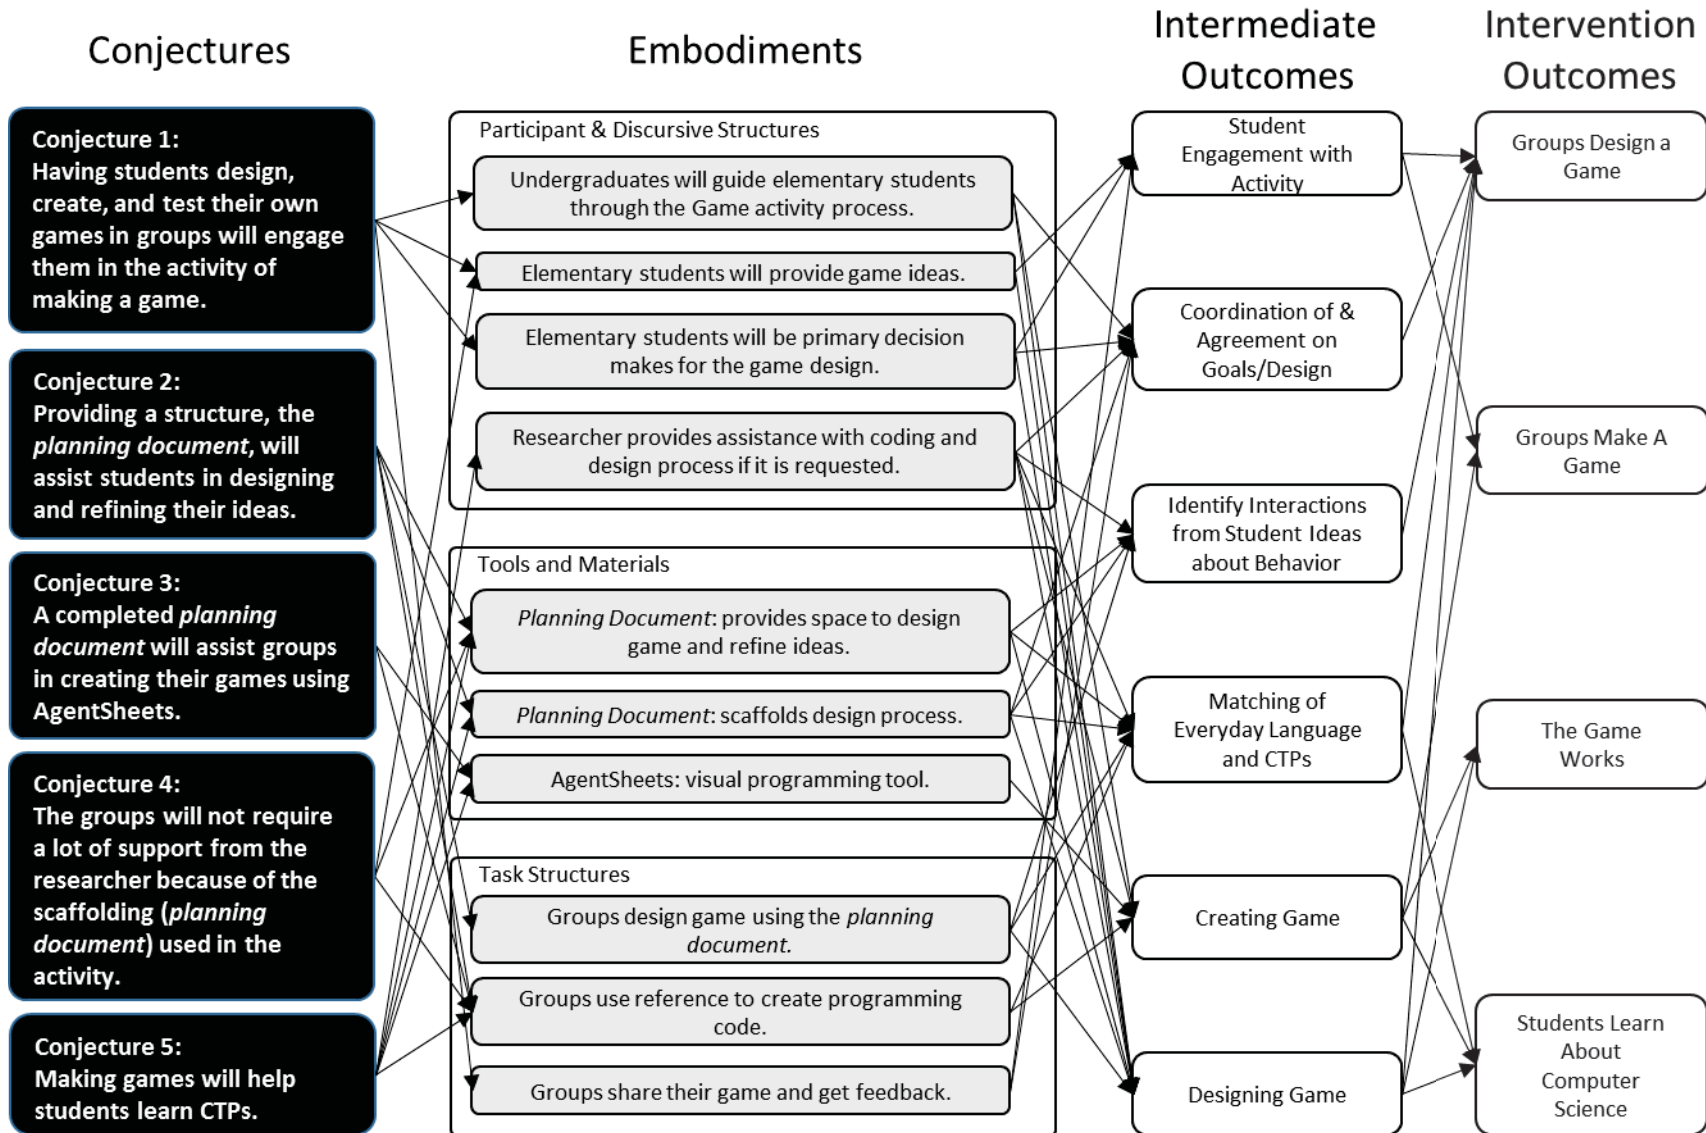 Conjectures
Embodiments
Intermediate
Outcomes
Intervention
Outcomes
Conjecture 1:
Having students design,
create, and test their own
games in groups will engage
them in the activity of
making a game.
Conjecture 2:
Providing a structure, the
planning document, will
assist students in designing
and refining their ideas.
Conjecture 3:
A completed planning
document will assist groups
in creating their games using
AgentSheets.
Conjecture 4:
The groups will not require
a lot of support from the
researcher because of the
scaffolding (planning
document) used in the
activity.
Conjecture 5:
Making games will help
students learn CTPs.
Participant & Discursive Structures
Undergraduates will guide elementary students
through the Game activity process.
Elementary students will provide game ideas.
Elementary students will be primary decision
makes for the game design.
Researcher provides assistance with coding and
design process if it is requested.
Tools and Materials
Planning Document: provides space to design
game and refine ideas.
Planning Document: scaffolds design process.
AgentSheets: visual programming tool.
Task Structures
Groups design game using the planning
document.
Groups use reference to create programming
code.
Groups share their game and get feedback.
Student
Engagement with
Activity
Coordination of &
Agreement on
Goals/Design
Identify Interactions
from Student Ideas
about Behavior
Matching of
Everyday Language
and CTPs
Creating Game
Designing Game
Groups Design a
Game
Groups Make A
Game
The Game
Works
Students Learn
About
Computer
Science